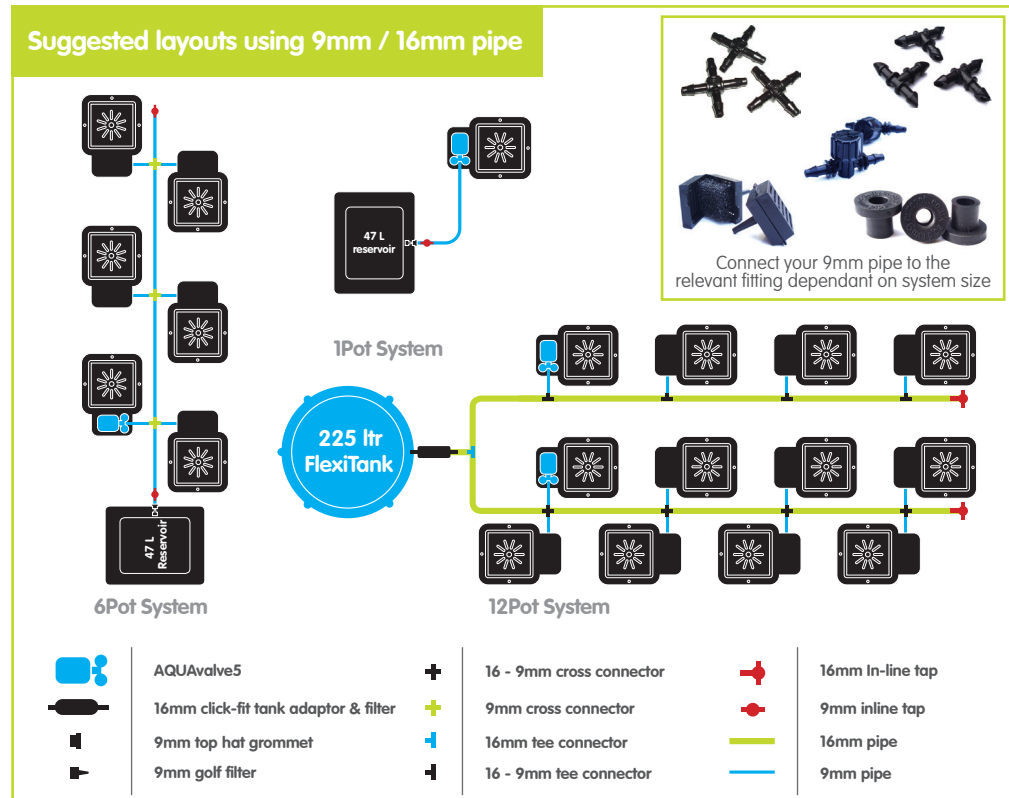 Suggested layouts using 9mm / 16mm pipe
Connect your 9mm pipe to the
relevant fitting dependant on system size
47 L
reservoir
1Pot System
225 ltr
FlexiTank
47 L
Reservoir
6Pot System
12Pot System
AQUAvalve5
16mm click-fit tank adaptor & filter
9mm top hat grommet
9mm golf filter
16 - 9mm cross connector
9mm cross connector
16mm tee connector
16 - 9mm tee connector
16mm In-line tap
9mm inline tap
16mm pipe
9mm pipe